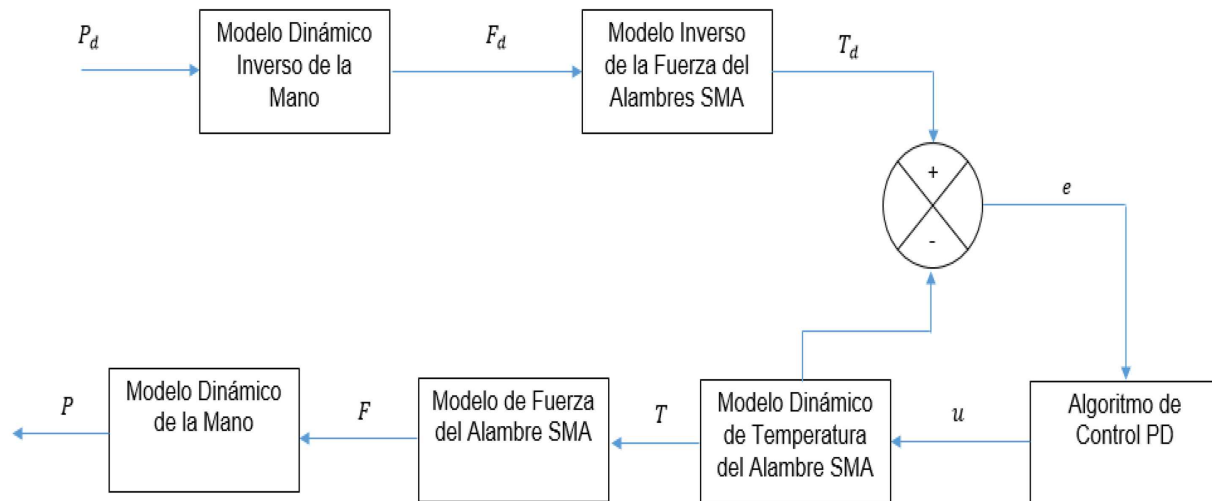 P_d
Modelo Dinámico
Inverso de la
Mano
F_d
Modelo Inverso
de la Fuerza del
Alambres SMA
T_d
+
-
e
P
Modelo Dinámico
de la Mano
F
Modelo de Fuerza
del Alambre SMA
T
Modelo Dinámico
de Temperatura
del Alambre SMA
u
Algoritmo de
Control PD